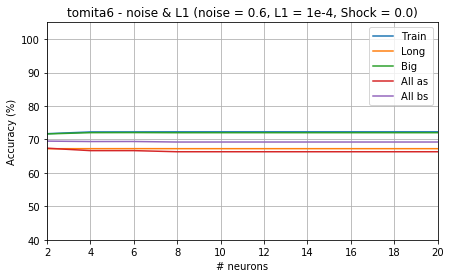 tomita6 - noise & L1 (noise = 0.6, L1 = 1e-4, Shock = 0.0)
Train
Long
Big
All as
All bs
Accuracy (%)
100
90
80
70
60
50
40
2 4 6 8 10 12 14 16 18 20
# neurons